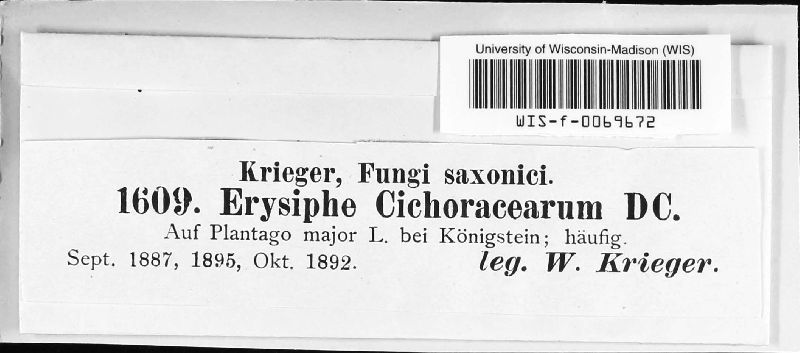 University of Wisconsin-Madison (WIS)
WIS-f-0069672
Krieger, Fungi saxonici.
1609. Erysiphe Cichoracearum DC.
Auf Plantago major L. bei Königstein; häufig.
Sept. 1887, 1895, Okt. 1892. leg. W. Krieger.